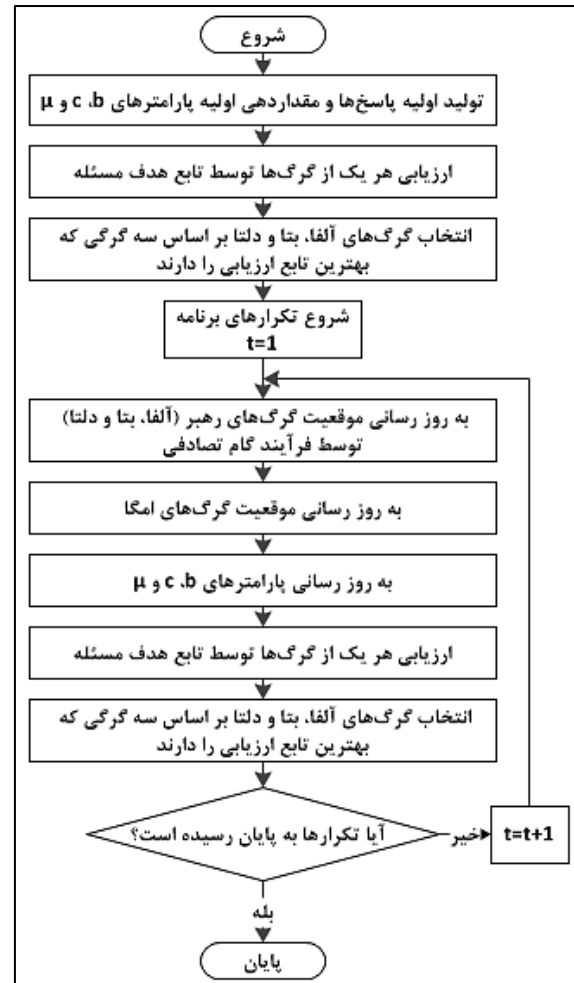 شروع
تولید اولیه پاسخ‌ها و مقداردهی اولیه پارامترهای c ،b و µ
ارزیابی هر یک از گرگ‌ها توسط تابع هدف مسئله
انتخاب گرگ‌های آلفا، بتا و دلتا بر اساس سه گرگی که
بهترین تابع ارزیابی را دارند
شروع تکرارهای برنامه
t=1
به روز رسانی موقعیت گرگ‌های رهبر (آلفا، بتا و دلتا)
توسط فرآیند گام تصادفی
به روز رسانی موقعیت گرگ‌های امگا
به روز رسانی پارامترهای c ،b و µ
ارزیابی هر یک از گرگ‌ها توسط تابع هدف مسئله
انتخاب گرگ‌های آلفا، بتا و دلتا بر اساس سه گرگی که
بهترین تابع ارزیابی را دارند
آیا تکرارها به پایان رسیده است؟
خیر
t=t+1
بله
پایان